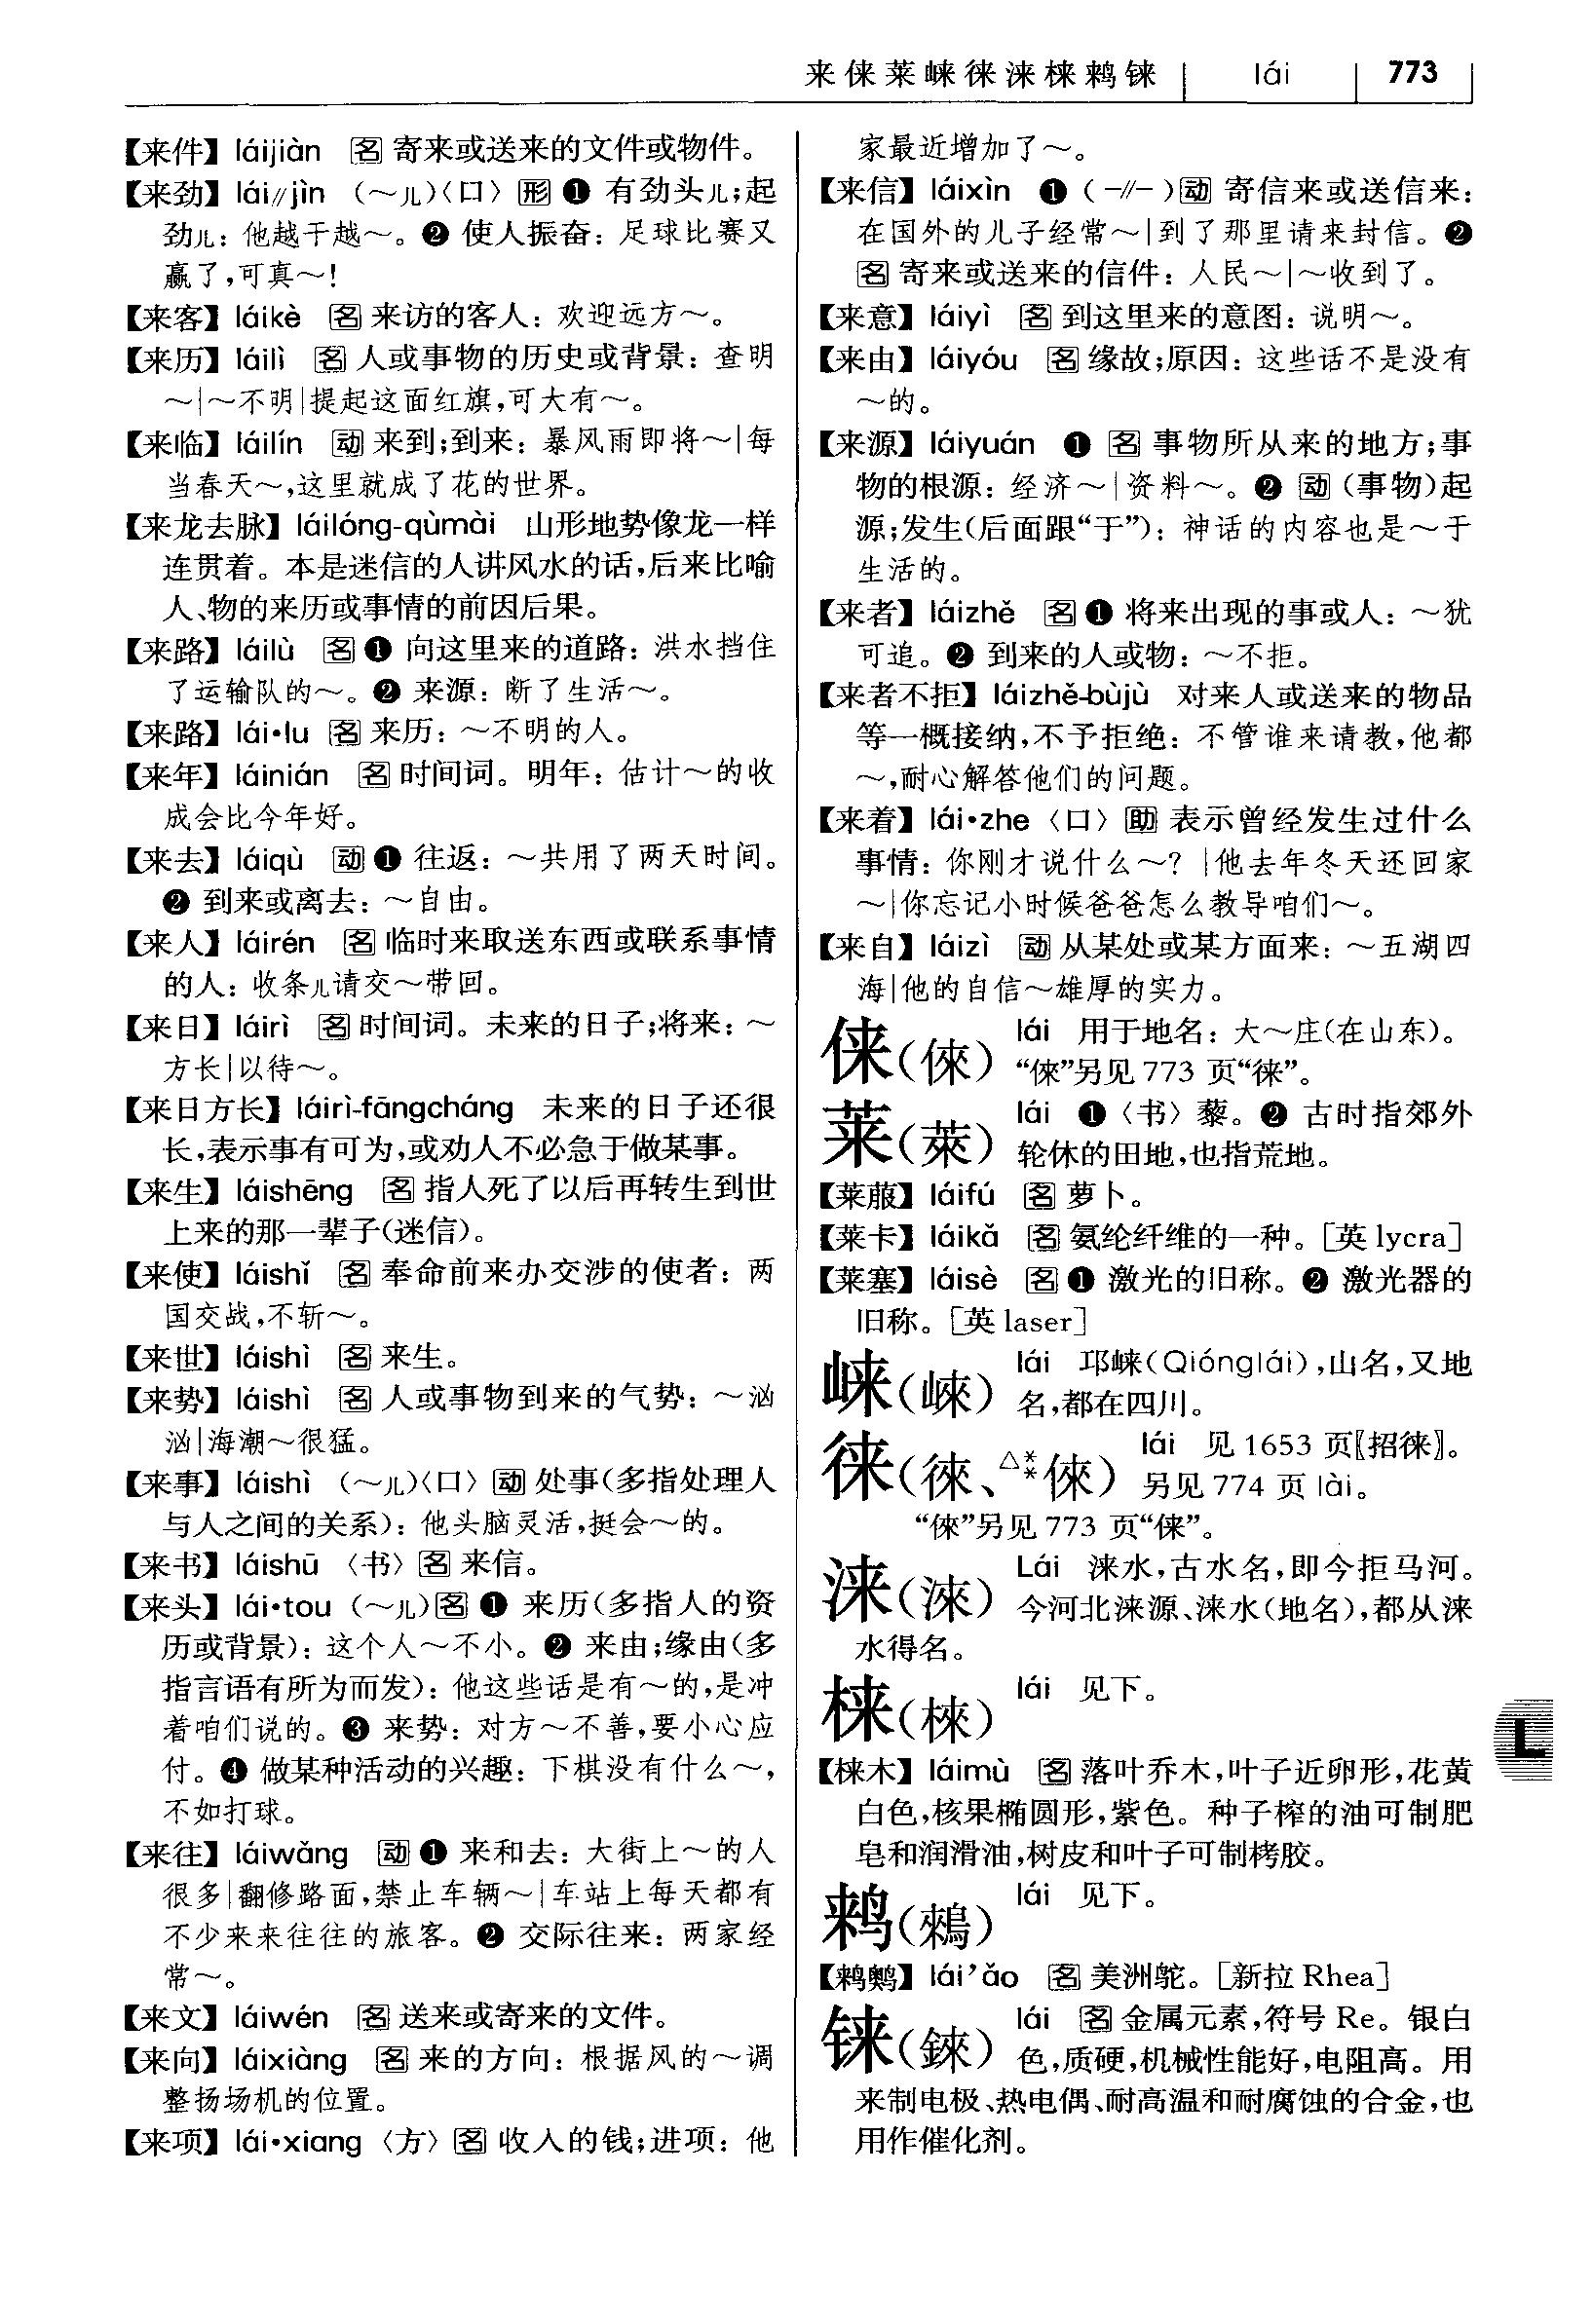 来俫莱崃徕涞梾鹈铼 lái 773
【来件】láijiàn 名 寄来或送来的文件或物件。
【来劲】lái∥jìn （～儿）〈口〉形 ❶ 有劲头儿;起
劲儿：他越干越～。❷ 使人振奋：足球比赛又
赢了,可真～!
【来客】láikè 名 来访的客人：欢迎远方～。
【来历】láilì 名 人或事物的历史或背景：查明
～|～不明|提起这面红旗,可大有～。
【来临】láilín 动 来到;到来：暴风雨即将～|每
当春天～,这里就成了花的世界。
【来龙去脉】láilóng-qùmài 山形地势像龙一样
连贯着。本是迷信的人讲风水的话,后来比喻
人、物的来历或事情的前因后果。
【来路】láilù 名 ❶ 向这里来的道路：洪水挡住
了运输队的～。❷ 来源：断了生活～。
【来路】lái·lu 名 来历：～不明的人。
【来年】láinián 名 时间词。明年：估计～的收
成会比今年好。
【来去】láiqù 动 ❶ 往返：～共用了两天时间。
❷ 到来或离去：～自由。
【来人】láirén 名 临时来取送东西或联系事情
的人：收条儿请交～带回。
【来日】láirì 名 时间词。未来的日子;将来：～
方长|以待～。
【来日方长】láirì-fāngcháng 未来的日子还很
长,表示事有可为,或劝人不必急于做某事。
【来生】láishēng 名 指人死了以后再转生到世
上来的那一辈子(迷信)。
【来使】láishǐ 名 奉命前来办交涉的使者：两
国交战,不斩～。
【来世】láishì 名 来生。
【来势】láishì 名 人或事物到来的气势：～汹
汹|海潮～很猛。
【来事】láishì （～儿）〈口〉动 处事(多指处理人
与人之间的关系)：他头脑灵活,挺会～的。
【来书】láishū 〈书〉名 来信。
【来头】lái·tou （～儿）名 ❶ 来历(多指人的资
历或背景)：这个人～不小。❷ 来由;缘由(多
指言语有所为而发)：他这些话是有～的,是冲
着咱们说的。❸ 来势：对方～不善,要小心应
付。❹ 做某种活动的兴趣：下棋没有什么～,
不如打球。
【来往】láiwǎng 动 ❶ 来和去：大街上～的人
很多|翻修路面,禁止车辆～|车站上每天都有
不少来来往往的旅客。❷ 交际往来：两家经
常～。
【来文】láiwén 名 送来或寄来的文件。
【来向】láixiàng 名 来的方向：根据风的～调
整扬场机的位置。
【来项】lái·xiang 〈方〉名 收入的钱;进项：他
家最近增加了～。
【来信】láixìn ❶（-∥-）动 寄信来或送信来：
在国外的儿子经常～|到了那里请来封信。❷
名 寄来或送来的信件：人民～|～收到了。
【来意】láiyì 名 到这里来的意图：说明～。
【来由】láiyóu 名 缘故;原因：这些话不是没有
～的。
【来源】láiyuán ❶ 名 事物所从来的地方;事
物的根源：经济～|资料～。❷ 动 (事物)起
源;发生(后面跟“于”)：神话的内容也是～于
生活的。
【来者】láizhě 名 ❶ 将来出现的事或人：～犹
可追。❷ 到来的人或物：～不拒。
【来者不拒】láizhě-bùjù 对来人或送来的物品
等一概接纳,不予拒绝：不管谁来请教,他都
～,耐心解答他们的问题。
【来着】lái·zhe 〈口〉助 表示曾经发生过什么
事情：你刚才说什么～? |他去年冬天还回家
～|你忘记小时候爸爸怎么教导咱们～。
【来自】láizì 动 从某处或某方面来：～五湖四
海|他的自信～雄厚的实力。
俫(倈) lái 用于地名：大～庄(在山东)。
“倈”另见 773 页“徕”。
莱(萊) lái ❶〈书〉藜。❷ 古时指郊外
轮休的田地,也指荒地。
【莱菔】láifú 名 萝卜。
【莱卡】láikǎ 名 氨纶纤维的一种。[英 lycra]
【莱塞】láisè 名 ❶ 激光的旧称。❷ 激光器的
旧称。[英 laser]
崃(崍) lái 邛崃(Qiónglái),山名,又地
名,都在四川。
徕(徠、△**倈) lái 见 1653 页〖招徕〗。
另见 774 页 lài。
“倈”另见 773 页“俫”。
涞(淶) Lái 涞水,古水名,即今拒马河。
今河北涞源、涞水(地名),都从涞
水得名。
梾(棶) lái 见下。
【梾木】láimù 名 落叶乔木,叶子近卵形,花黄
白色,核果椭圆形,紫色。种子榨的油可制肥
皂和润滑油,树皮和叶子可制栲胶。
鹀(鶆) lái 见下。
【鶆䴈】lái’ǎo 名 美洲鸵。[新拉 Rhea]
铼(錸) lái 名 金属元素,符号 Re。银白
色,质硬,机械性能好,电阻高。用
来制电极、热电偶、耐高温和耐腐蚀的合金,也
用作催化剂。
L